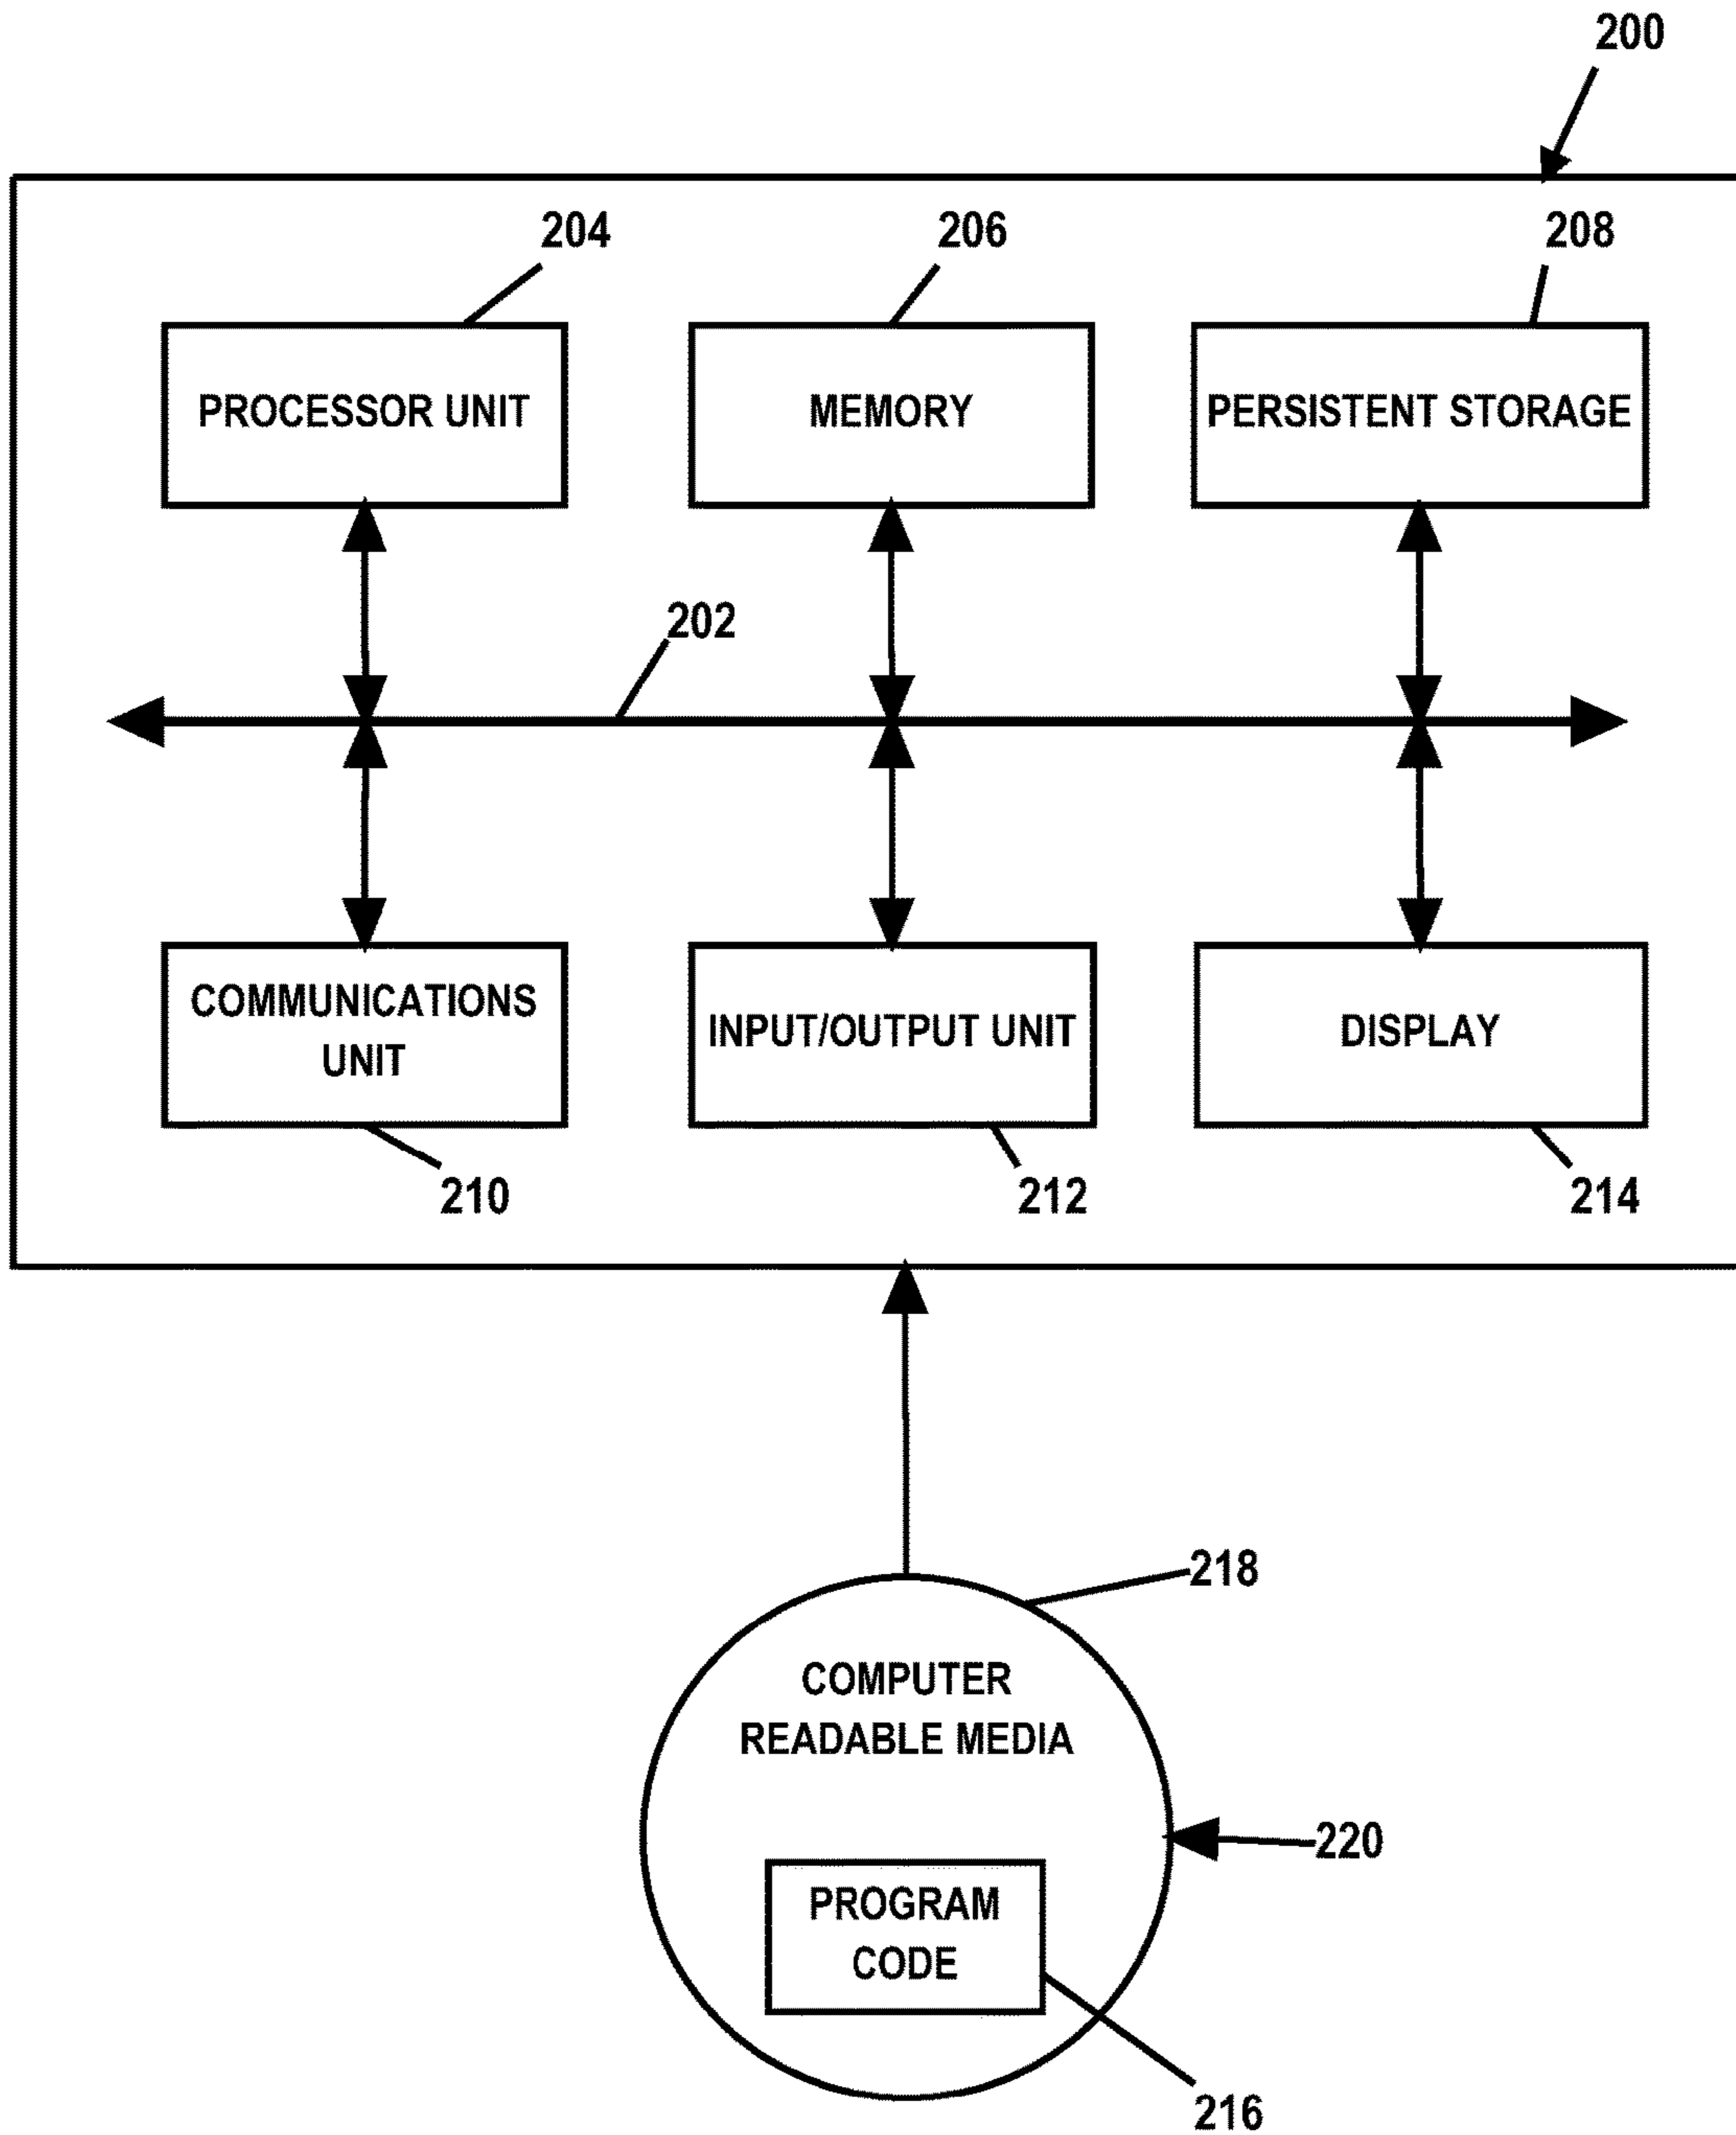 200
204
206
208
PROCESSOR UNIT
MEMORY
PERSISTENT STORAGE
202
COMMUNICATIONS
UNIT
INPUT/OUTPUT UNIT
DISPLAY
210
212
214
218
COMPUTER
READABLE MEDIA
220
PROGRAM
CODE
216